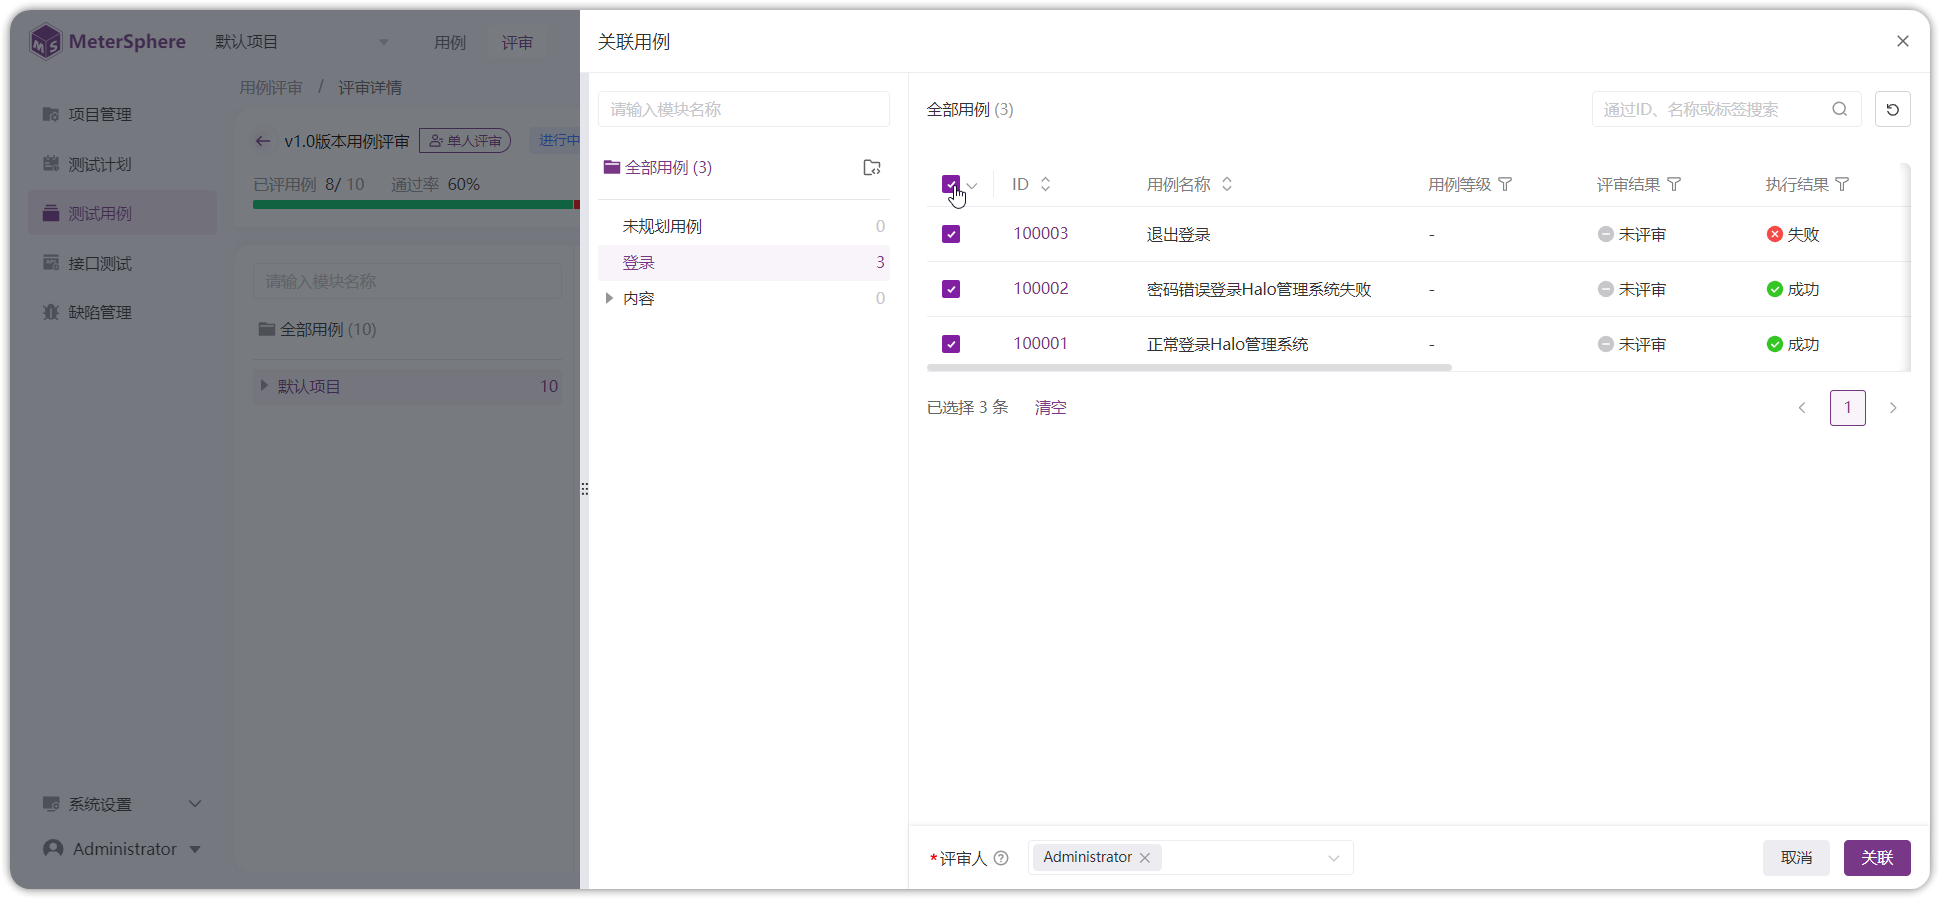 MeterSphere
默认项目
用例
评审
用例评审 / 评审详情
项目管理
测试计划
测试用例
接口测试
缺陷管理
v1.0版本用例评审
单人评审
进行中
已评用例 8/ 10 通过率 60%
请输入模块名称
全部用例 (10)
默认项目 10
系统设置
Administrator
关联用例
请输入模块名称
全部用例 (3)
未规划用例 0
登录 3
内容 0
全部用例 (3)
通过ID、名称或标签搜索
ID 用例名称 用例等级 评审结果 执行结果
100003 退出登录 - 未评审 失败
100002 密码错误登录Halo管理系统失败 - 未评审 成功
100001 正常登录Halo管理系统 - 未评审 成功
已选择 3 条 清空
1
*评审人
Administrator
取消
关联